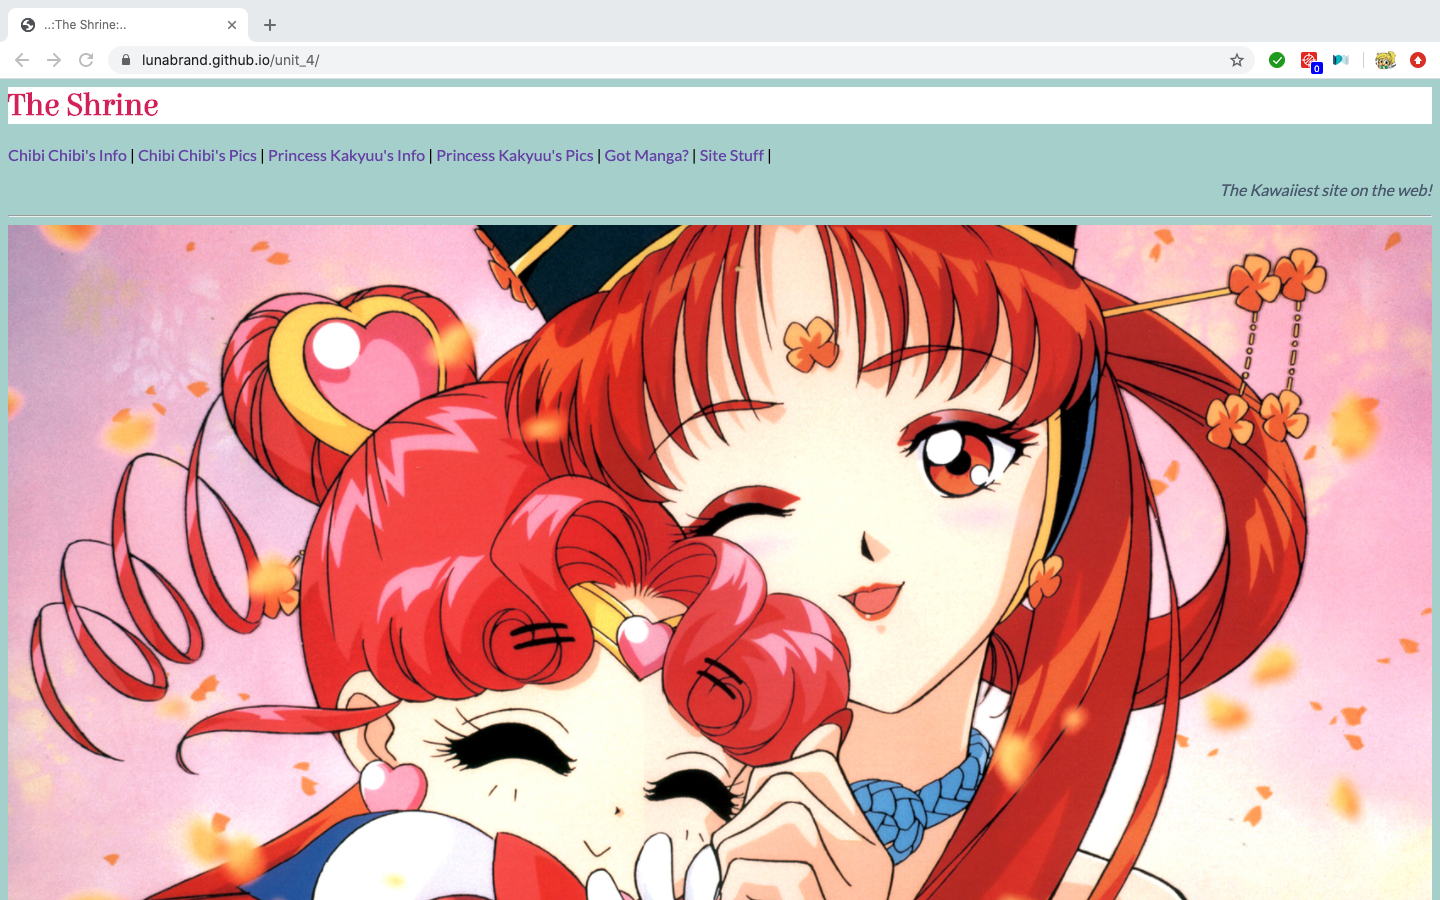 ..:The Shrine:..
lunabrand.github.io/unit_4/
0
The Shrine
Chibi Chibi's Info | Chibi Chibi's Pics | Princess Kakyuu's Info | Princess Kakyuu's Pics | Got Manga? | Site Stuff |
The Kawaiiest site on the web!